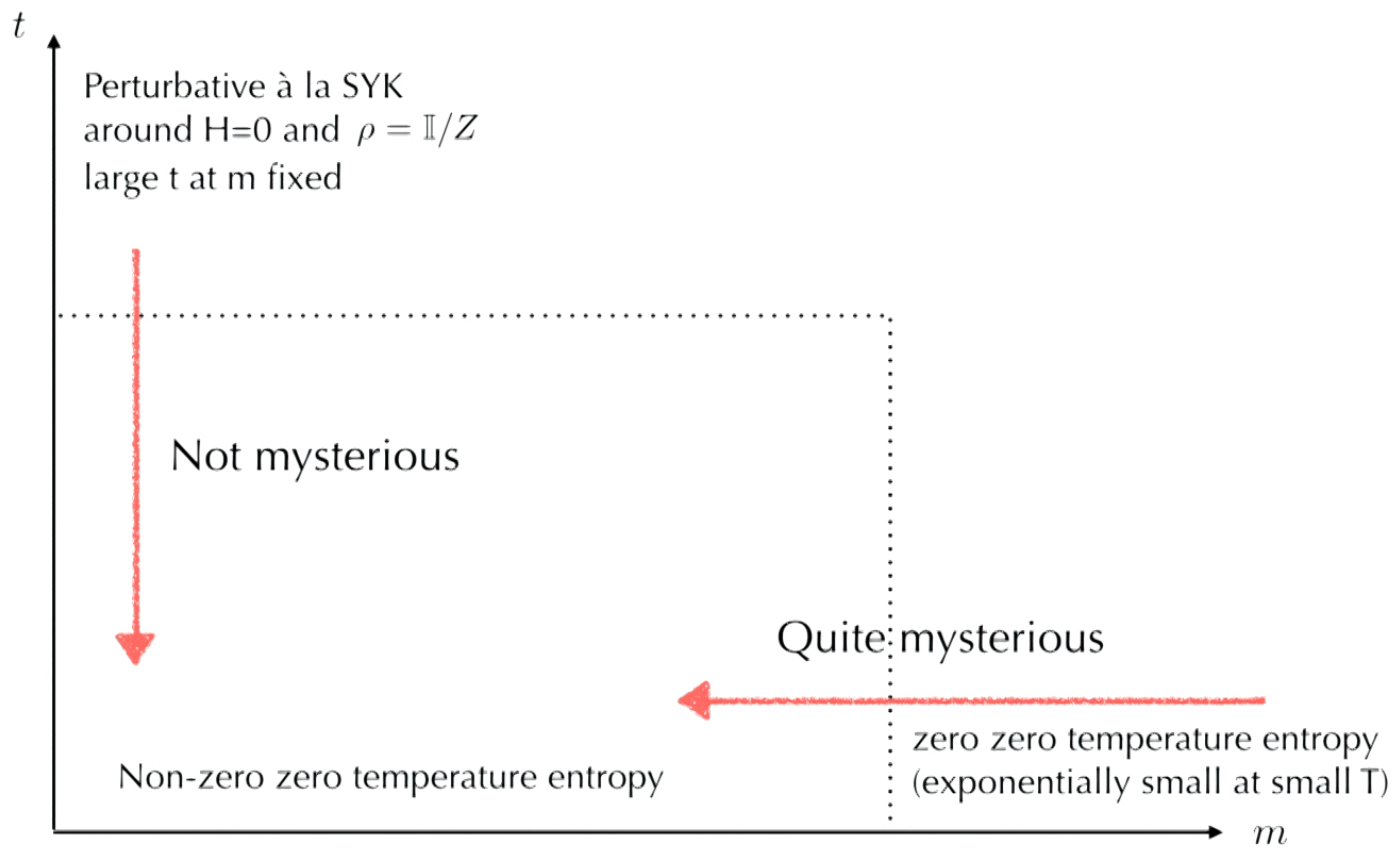 t
Perturbative à la SYK
around H=0 and ρ = 𝕀/Z
large t at m fixed
Not mysterious
Quite mysterious
zero zero temperature entropy
(exponentially small at small T)
Non-zero zero temperature entropy
m